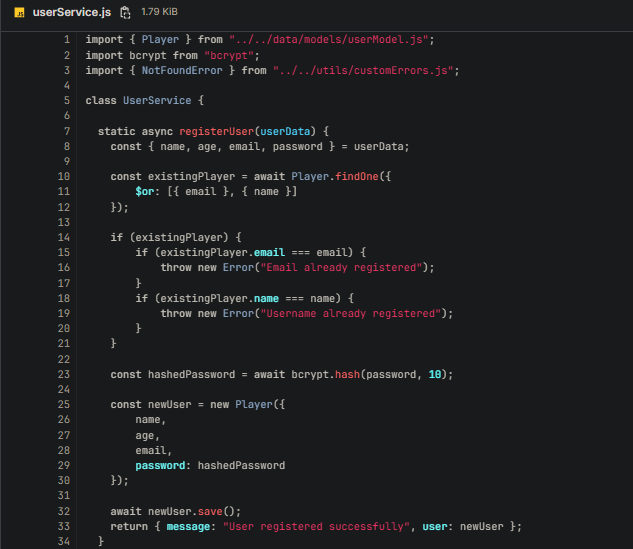 userService.js 1.79 KiB
1 import { Player } from "../../data/models/userModel.js";
2 import bcrypt from "bcrypt";
3 import { NotFoundError } from "../../utils/customErrors.js";
4
5 class UserService {
6
7   static async registerUser(userData) {
8     const { name, age, email, password } = userData;
9
10     const existingPlayer = await Player.findOne({
11         $or: [{ email }, { name }]
12     });
13
14     if (existingPlayer) {
15         if (existingPlayer.email === email) {
16             throw new Error("Email already registered");
17         }
18         if (existingPlayer.name === name) {
19             throw new Error("Username already registered");
20         }
21     }
22
23     const hashedPassword = await bcrypt.hash(password, 10);
24
25     const newUser = new Player({
26         name,
27         age,
28         email,
29         password: hashedPassword
30     });
31
32     await newUser.save();
33     return { message: "User registered successfully", user: newUser };
34   }